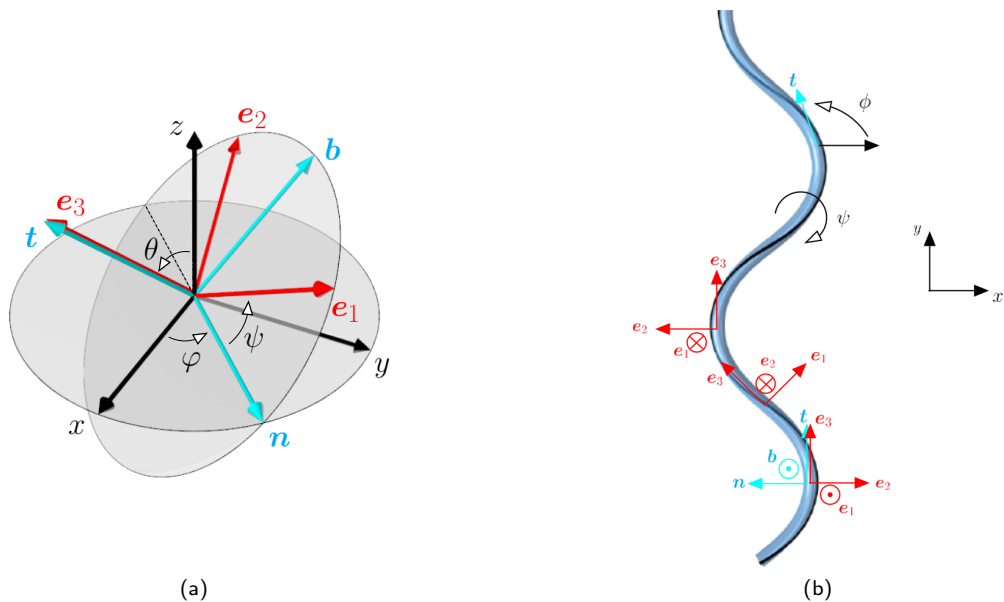 z
e₂
b
e₃
t
θ
e₁
φ
ψ
x
y
n
(a)
t
ϕ
ψ
y
x
e₃
e₂
e₁
e₂
e₁
e₃
t
e₃
b
n
e₂
e₁
(b)